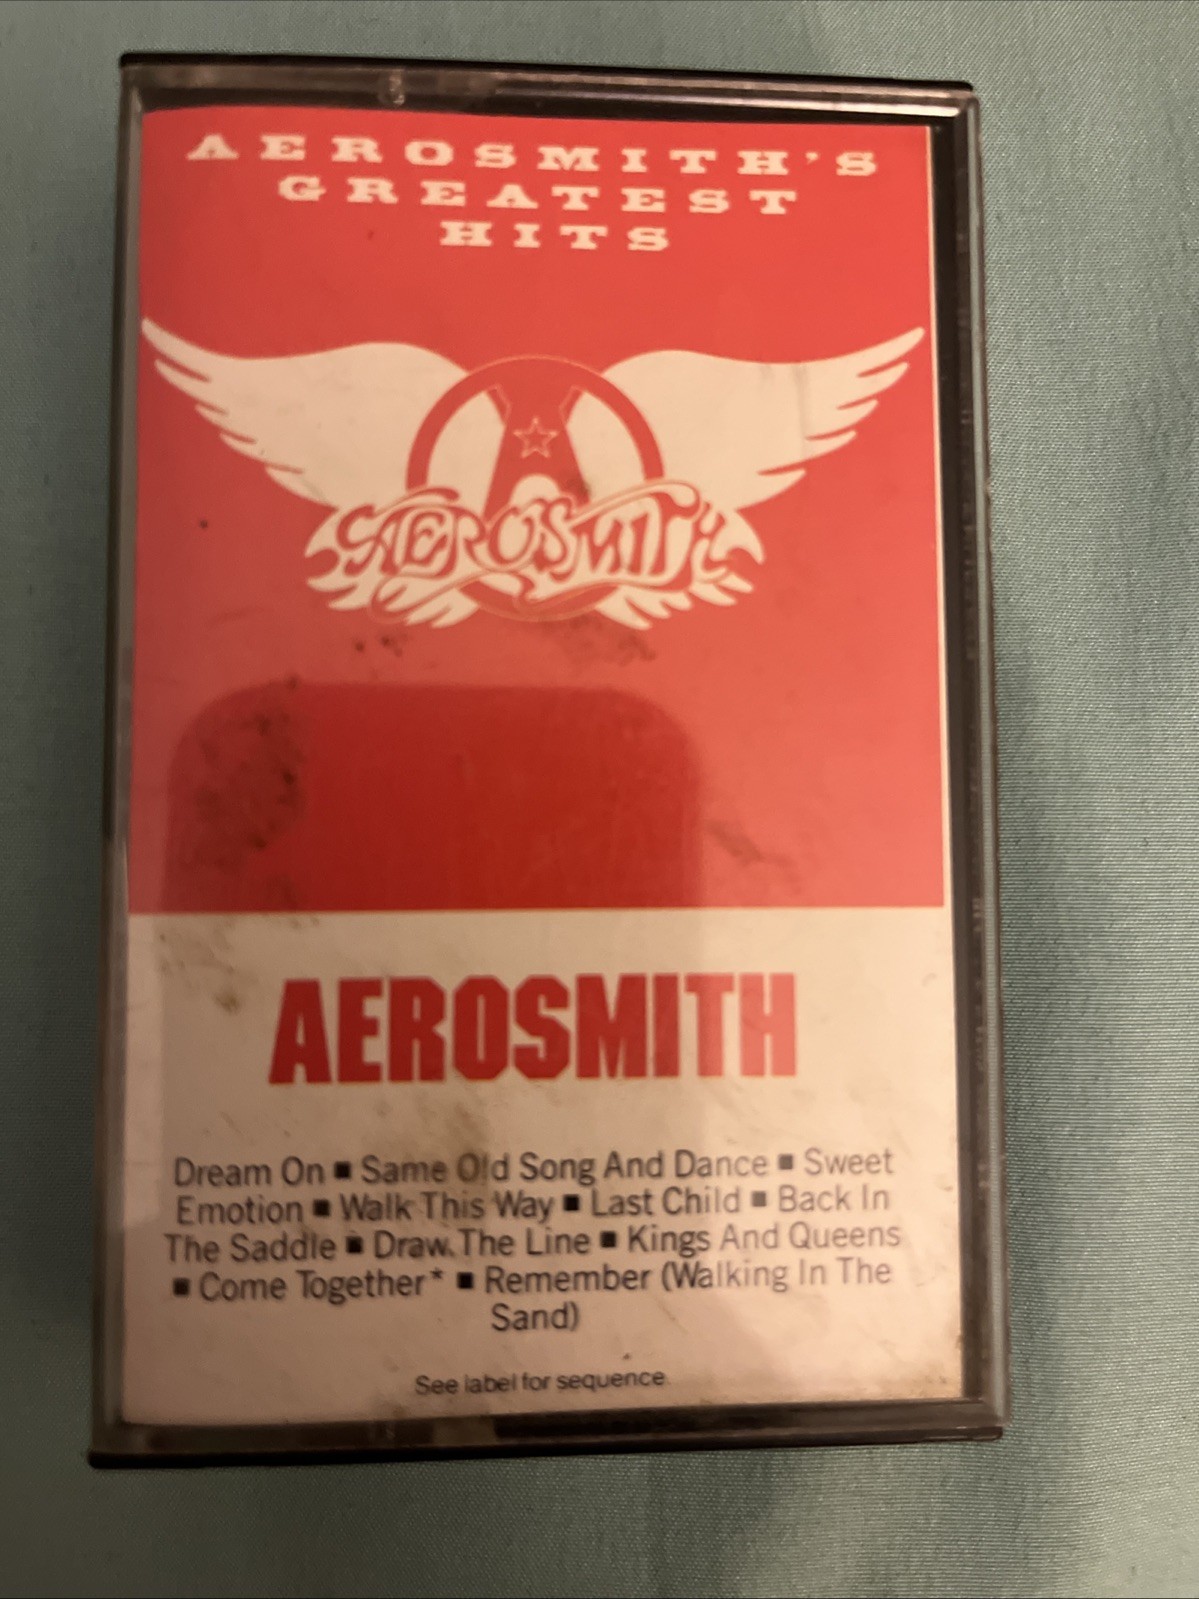 AEROSMITH'S
GREATEST
HITS
AEROSMITH
AEROSMITH
Dream On ■ Same Old Song And Dance ■ Sweet
Emotion ■ Walk This Way ■ Last Child ■ Back In
The Saddle ■ Draw The Line ■ Kings And Queens
■ Come Together* ■ Remember (Walking In The
Sand)
See label for sequence